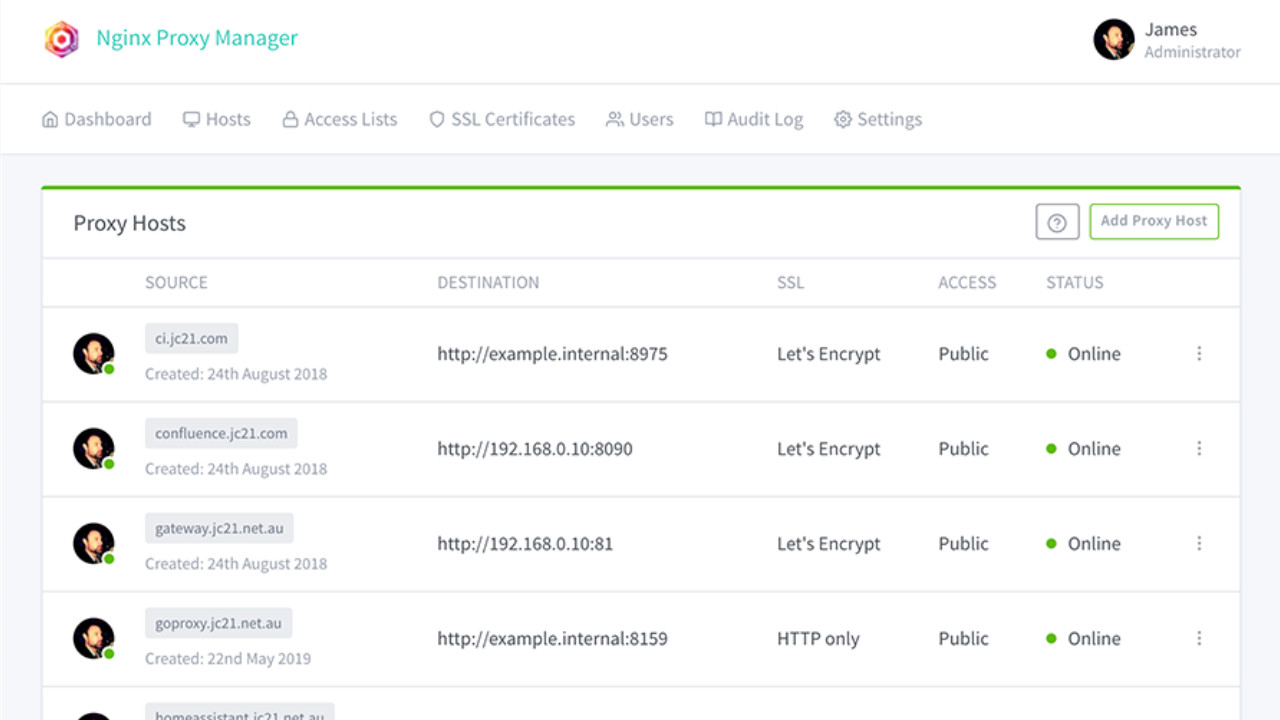 Nginx Proxy Manager
James
Administrator
Dashboard Hosts Access Lists SSL Certificates Users Audit Log Settings
Proxy Hosts
Add Proxy Host
SOURCE DESTINATION SSL ACCESS STATUS
ci.jc21.com
Created: 24th August 2018
http://example.internal:8975 Let's Encrypt Public Online
confluence.jc21.com
Created: 24th August 2018
http://192.168.0.10:8090 Let's Encrypt Public Online
gateway.jc21.net.au
Created: 24th August 2018
http://192.168.0.10:81 Let's Encrypt Public Online
goproxy.jc21.net.au
Created: 22nd May 2019
http://example.internal:8159 HTTP only Public Online
homeassistant.jc21.net.au